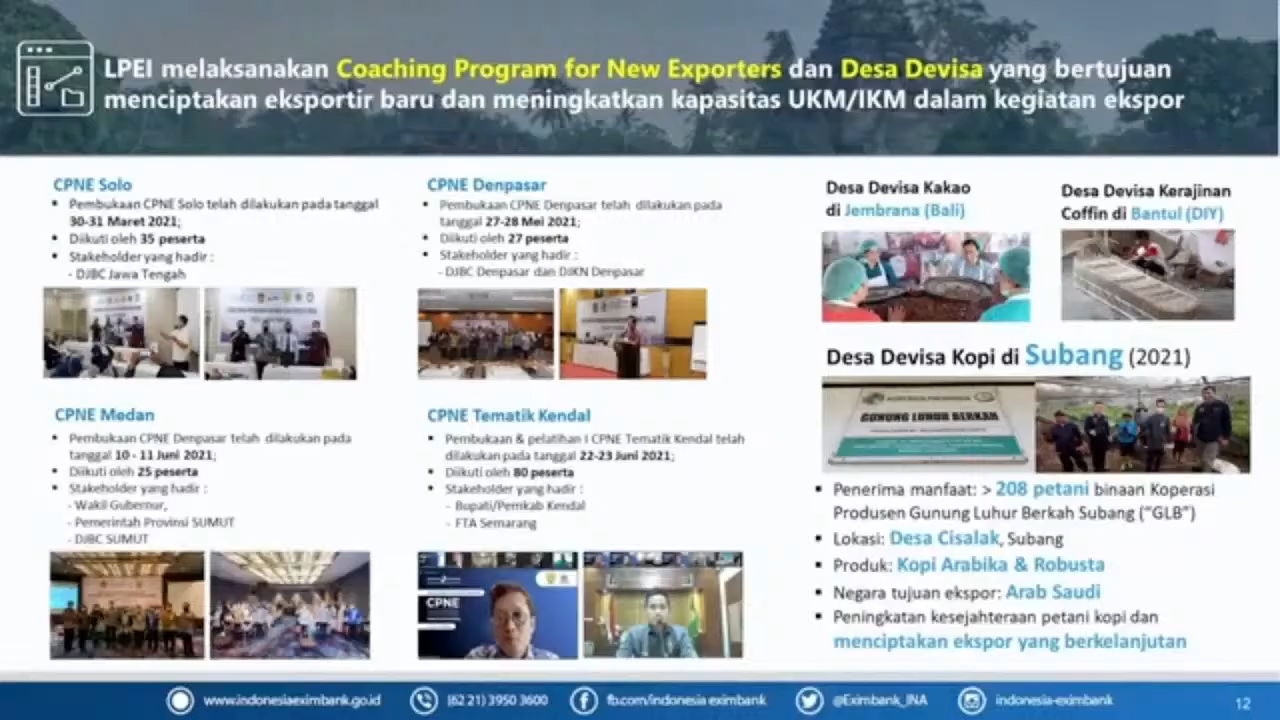 LPEI melaksanakan Coaching Program for New Exporters dan Desa Devisa yang bertujuan
menciptakan eksportir baru dan meningkatkan kapasitas UKM/IKM dalam kegiatan ekspor
CPNE Solo
▪ Pembukaan CPNE Solo telah dilakukan pada tanggal
30-31 Maret 2021;
▪ Diikuti oleh 35 peserta
▪ Stakeholder yang hadir :
- DJBC Jawa Tengah
CPNE Denpasar
▪ Pembukaan CPNE Denpasar telah dilakukan pada
tanggal 27-28 Mei 2021;
▪ Diikuti oleh 27 peserta
▪ Stakeholder yang hadir :
- DJBC Denpasar dan DJKN Denpasar
CPNE Medan
▪ Pembukaan CPNE Denpasar telah dilakukan pada
tanggal 10 - 11 Juni 2021;
▪ Diikuti oleh 25 peserta
▪ Stakeholder yang hadir :
- Wakil Gubernur,
- Pemerintah Provinsi SUMUT
- DJBC SUMUT
CPNE Tematik Kendal
▪ Pembukaan & pelatihan I CPNE Tematik Kendal telah
dilakukan pada tanggal 22-23 Juni 2021;
▪ Diikuti oleh 80 peserta
▪ Stakeholder yang hadir :
- Bupati/Pemkab Kendal
- FTA Semarang
CPNE
Desa Devisa Kakao
di Jembrana (Bali)
Desa Devisa Kerajinan
Coffin di Bantul (DIY)
Desa Devisa Kopi di Subang (2021)
GUNUNG LUHUR BERKAH
▪ Penerima manfaat: > 208 petani binaan Koperasi
Produsen Gunung Luhur Berkah Subang ("GLB")
▪ Lokasi: Desa Cisalak, Subang
▪ Produk: Kopi Arabika & Robusta
▪ Negara tujuan ekspor: Arab Saudi
▪ Peningkatan kesejahteraan petani kopi dan
menciptakan ekspor yang berkelanjutan
www.indonesiaeximbank.go.id
(62 21) 3950 3600
fb.com/indonesia eximbank
@Eximbank_INA
indonesia-eximbank
12